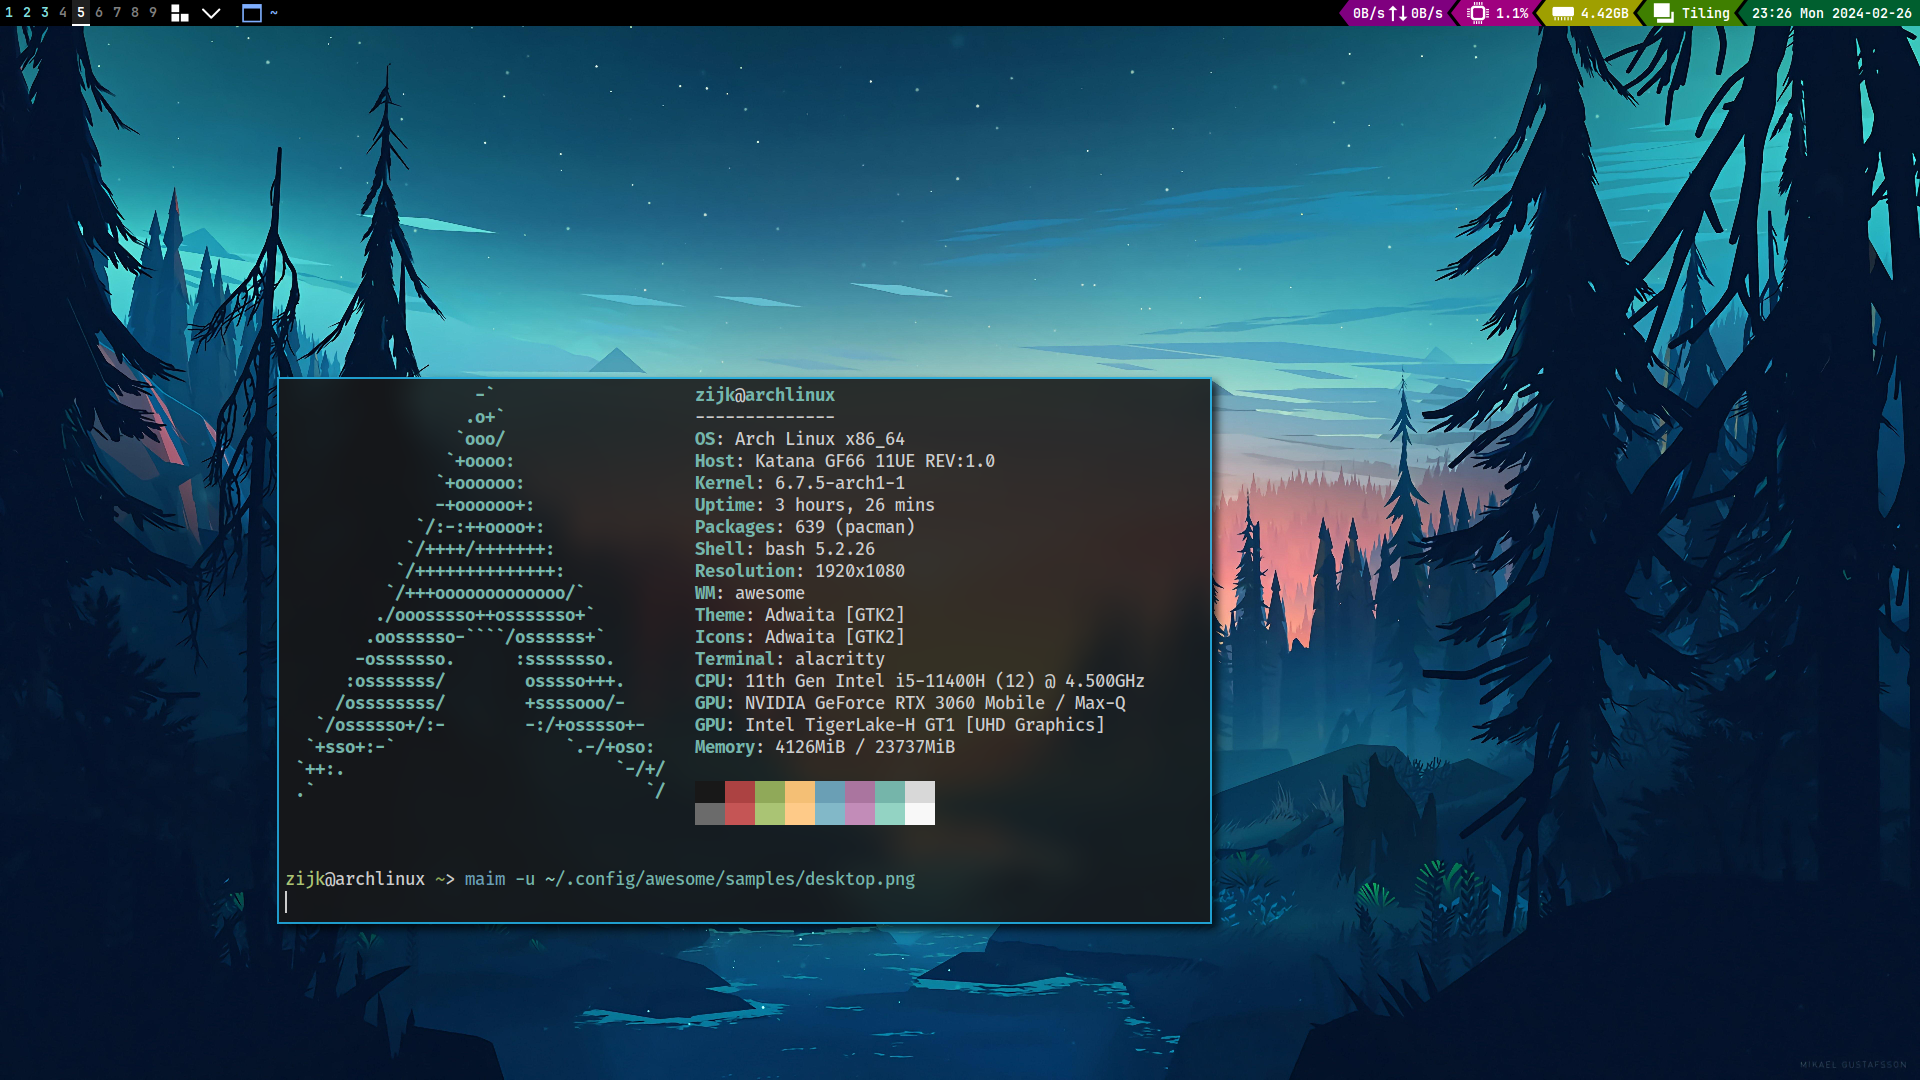 1 2 3 4 5 6 7 8 9 ~ 0B/s 0B/s 1.1% 4.42GB Tiling 23:26 Mon 2024-02-26
-`
.o+`
`ooo/
`+oooo:
`+oooooo:
-+oooooo+:
`/:-:++oooo+:
`/++++/+++++++:
`/++++++++++++++:
`/+++ooooooooooooo/`
./ooosssso++osssssso+`
.oossssso-````/ossssss+`
-osssssso. :ssssssso.
:osssssss/ osssso+++.
/ossssssss/ +ssssooo/-
`/ossssso+/:- -:/+osssso+-
`+sso+:-` `.-/+oso:
`++:. `-/+/
.` `/
zijk@archlinux
--------------
OS: Arch Linux x86_64
Host: Katana GF66 11UE REV:1.0
Kernel: 6.7.5-arch1-1
Uptime: 3 hours, 26 mins
Packages: 639 (pacman)
Shell: bash 5.2.26
Resolution: 1920x1080
WM: awesome
Theme: Adwaita [GTK2]
Icons: Adwaita [GTK2]
Terminal: alacritty
CPU: 11th Gen Intel i5-11400H (12) @ 4.500GHz
GPU: NVIDIA GeForce RTX 3060 Mobile / Max-Q
GPU: Intel TigerLake-H GT1 [UHD Graphics]
Memory: 4126MiB / 23737MiB
zijk@archlinux ~> maim -u ~/.config/awesome/samples/desktop.png
MIKAEL GUSTAFSSON